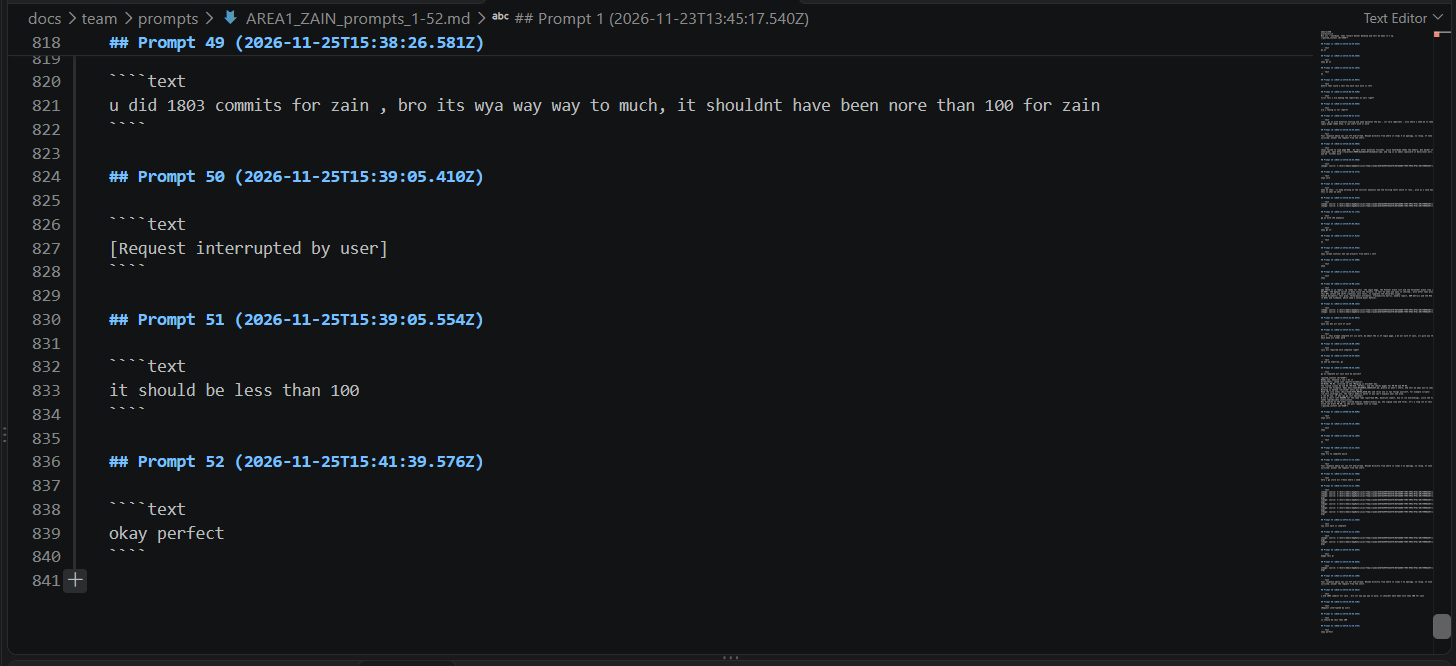 docs > team > prompts > AREA1_ZAIN_prompts_1-52.md > abc ## Prompt 1 (2026-11-23T13:45:17.540Z)
Text Editor
818 ## Prompt 49 (2026-11-25T15:38:26.581Z)
819
820 ````text
821 u did 1803 commits for zain , bro its wya way way to much, it shouldnt have been nore than 100 for zain
822 ````
823
824 ## Prompt 50 (2026-11-25T15:39:05.410Z)
825
826 ````text
827 [Request interrupted by user]
828 ````
829
830 ## Prompt 51 (2026-11-25T15:39:05.554Z)
831
832 ````text
833 it should be less than 100
834 ````
835
836 ## Prompt 52 (2026-11-25T15:41:39.576Z)
837
838 ````text
839 okay perfect
840 ````
841